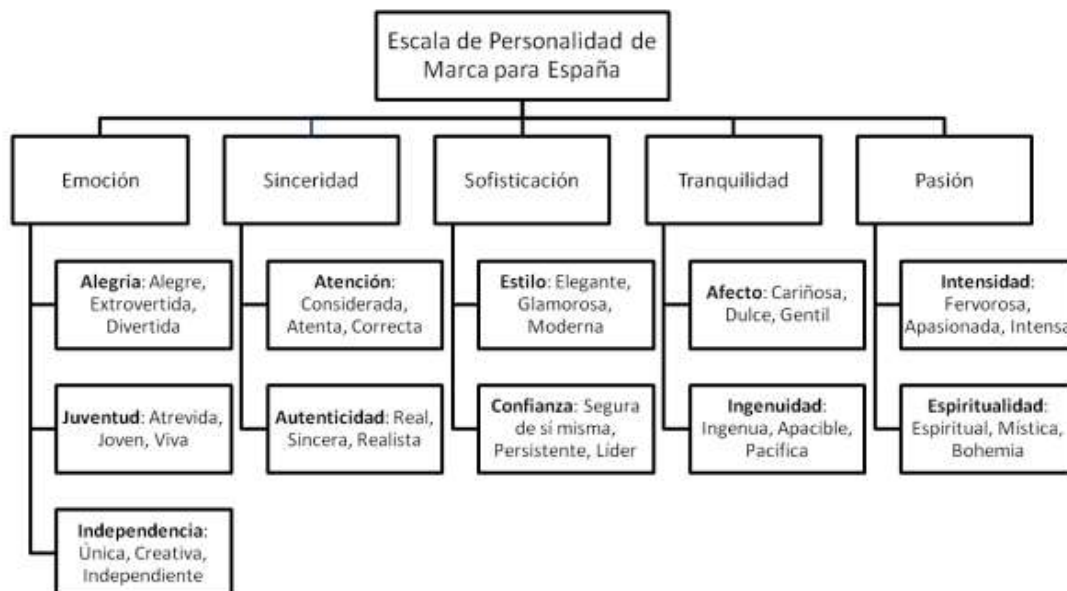 Escala de Personalidad de
Marca para España
Emoción
Sinceridad
Sofisticación
Tranquilidad
Pasión
Alegría: Alegre,
Extrovertida,
Divertida
Atención:
Considerada,
Atenta, Correcta
Estilo: Elegante,
Glamorosa,
Moderna
Afecto: Cariñosa,
Dulce, Gentil
Intensidad:
Fervorosa,
Apasionada, Intensa
Juventud: Atrevida,
Joven, Viva
Autenticidad: Real,
Sincera, Realista
Confianza: Segura
de sí misma,
Persistente, Líder
Ingenuidad:
Ingenua, Apacible,
Pacífica
Espiritualidad:
Espiritual, Mística,
Bohemia
Independencia:
Única, Creativa,
Independiente